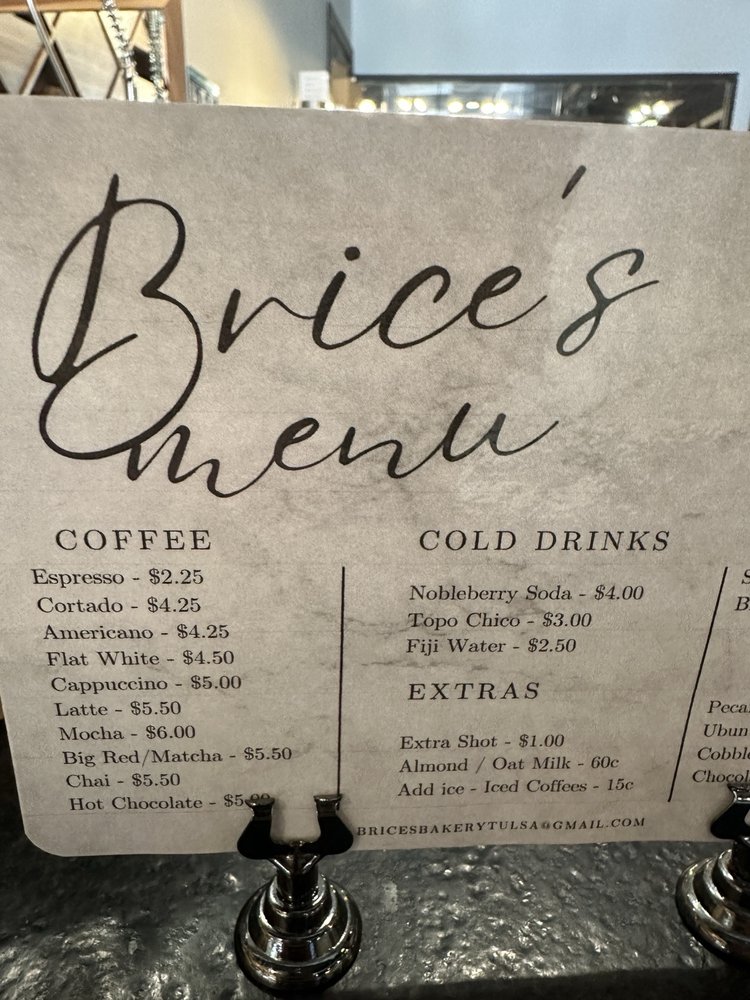 Brice's
menu
COFFEE
Espresso - $2.25
Cortado - $4.25
Americano - $4.25
Flat White - $4.50
Cappuccino - $5.00
Latte - $5.50
Mocha - $6.00
Big Red/Matcha - $5.50
Chai - $5.50
Hot Chocolate -
COLD DRINKS
Nobleberry Soda - $4.00
Topo Chico - $3.00
Fiji Water - $2.50
EXTRAS
Extra Shot - $1.00
Almond / Oat Milk - 60c
Add ice - Iced Coffees - 15c
BRICESBAKERYTULSA@GMAIL.COM